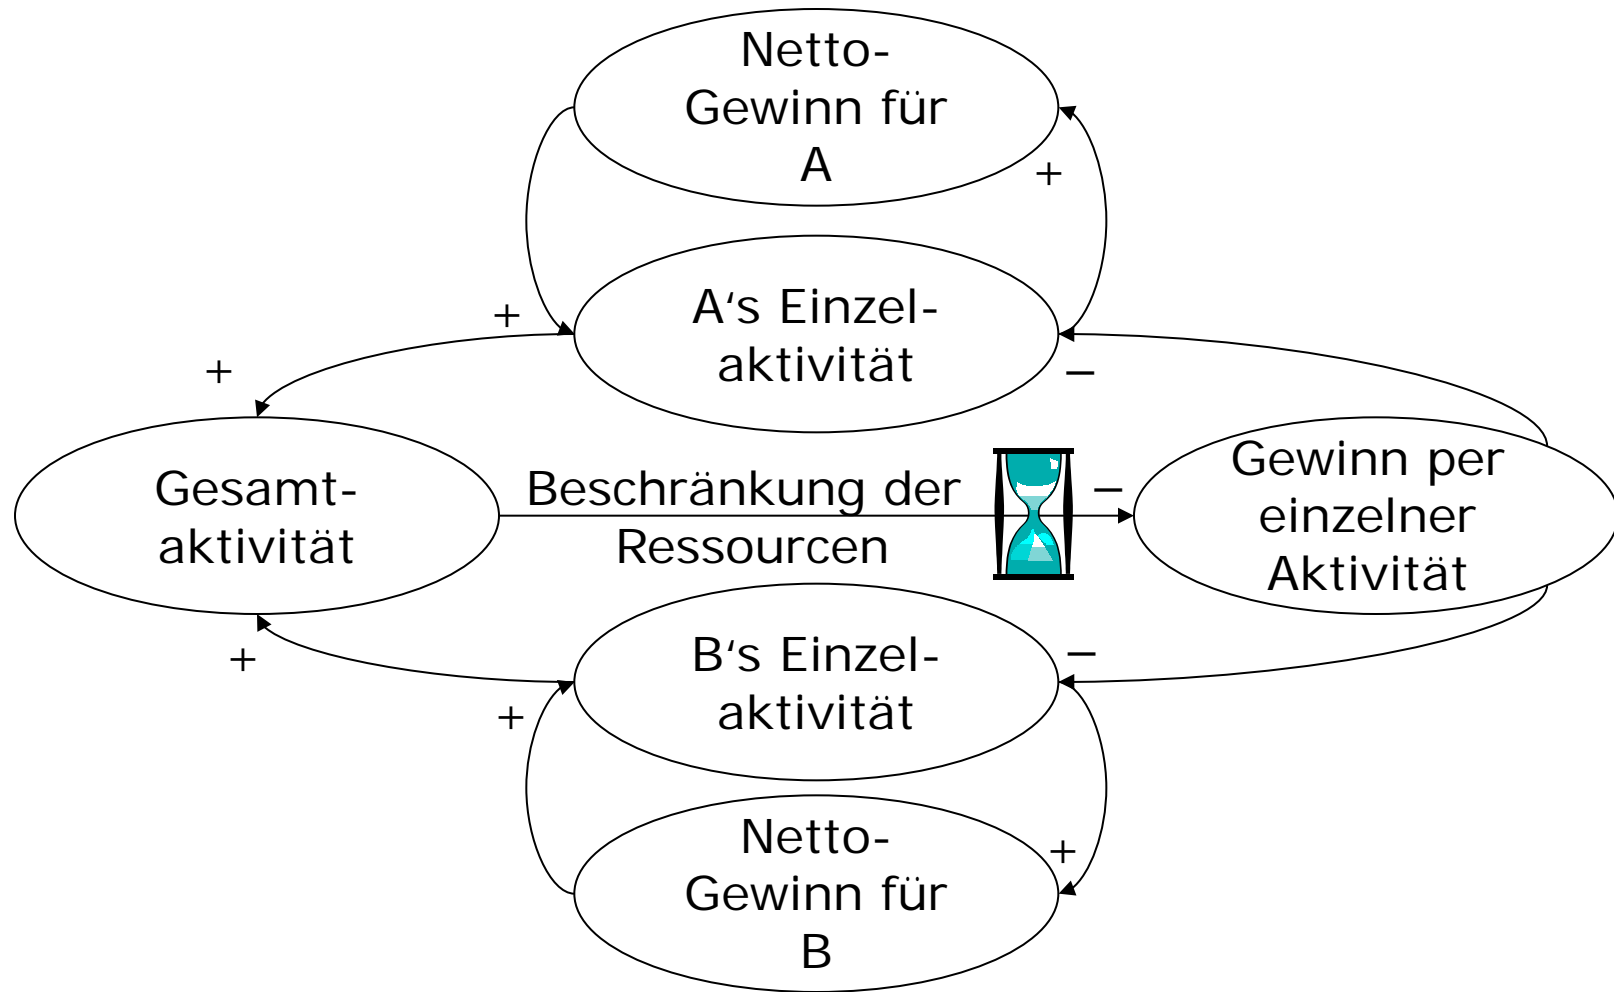 Netto-
Gewinn für
A
+
A‘s Einzel-
aktivität
+
+
–
Gesamt-
aktivität
Beschränkung der
Ressourcen
–
Gewinn per
einzelner
Aktivität
B‘s Einzel-
aktivität
–
+
+
Netto-
Gewinn für
B
+